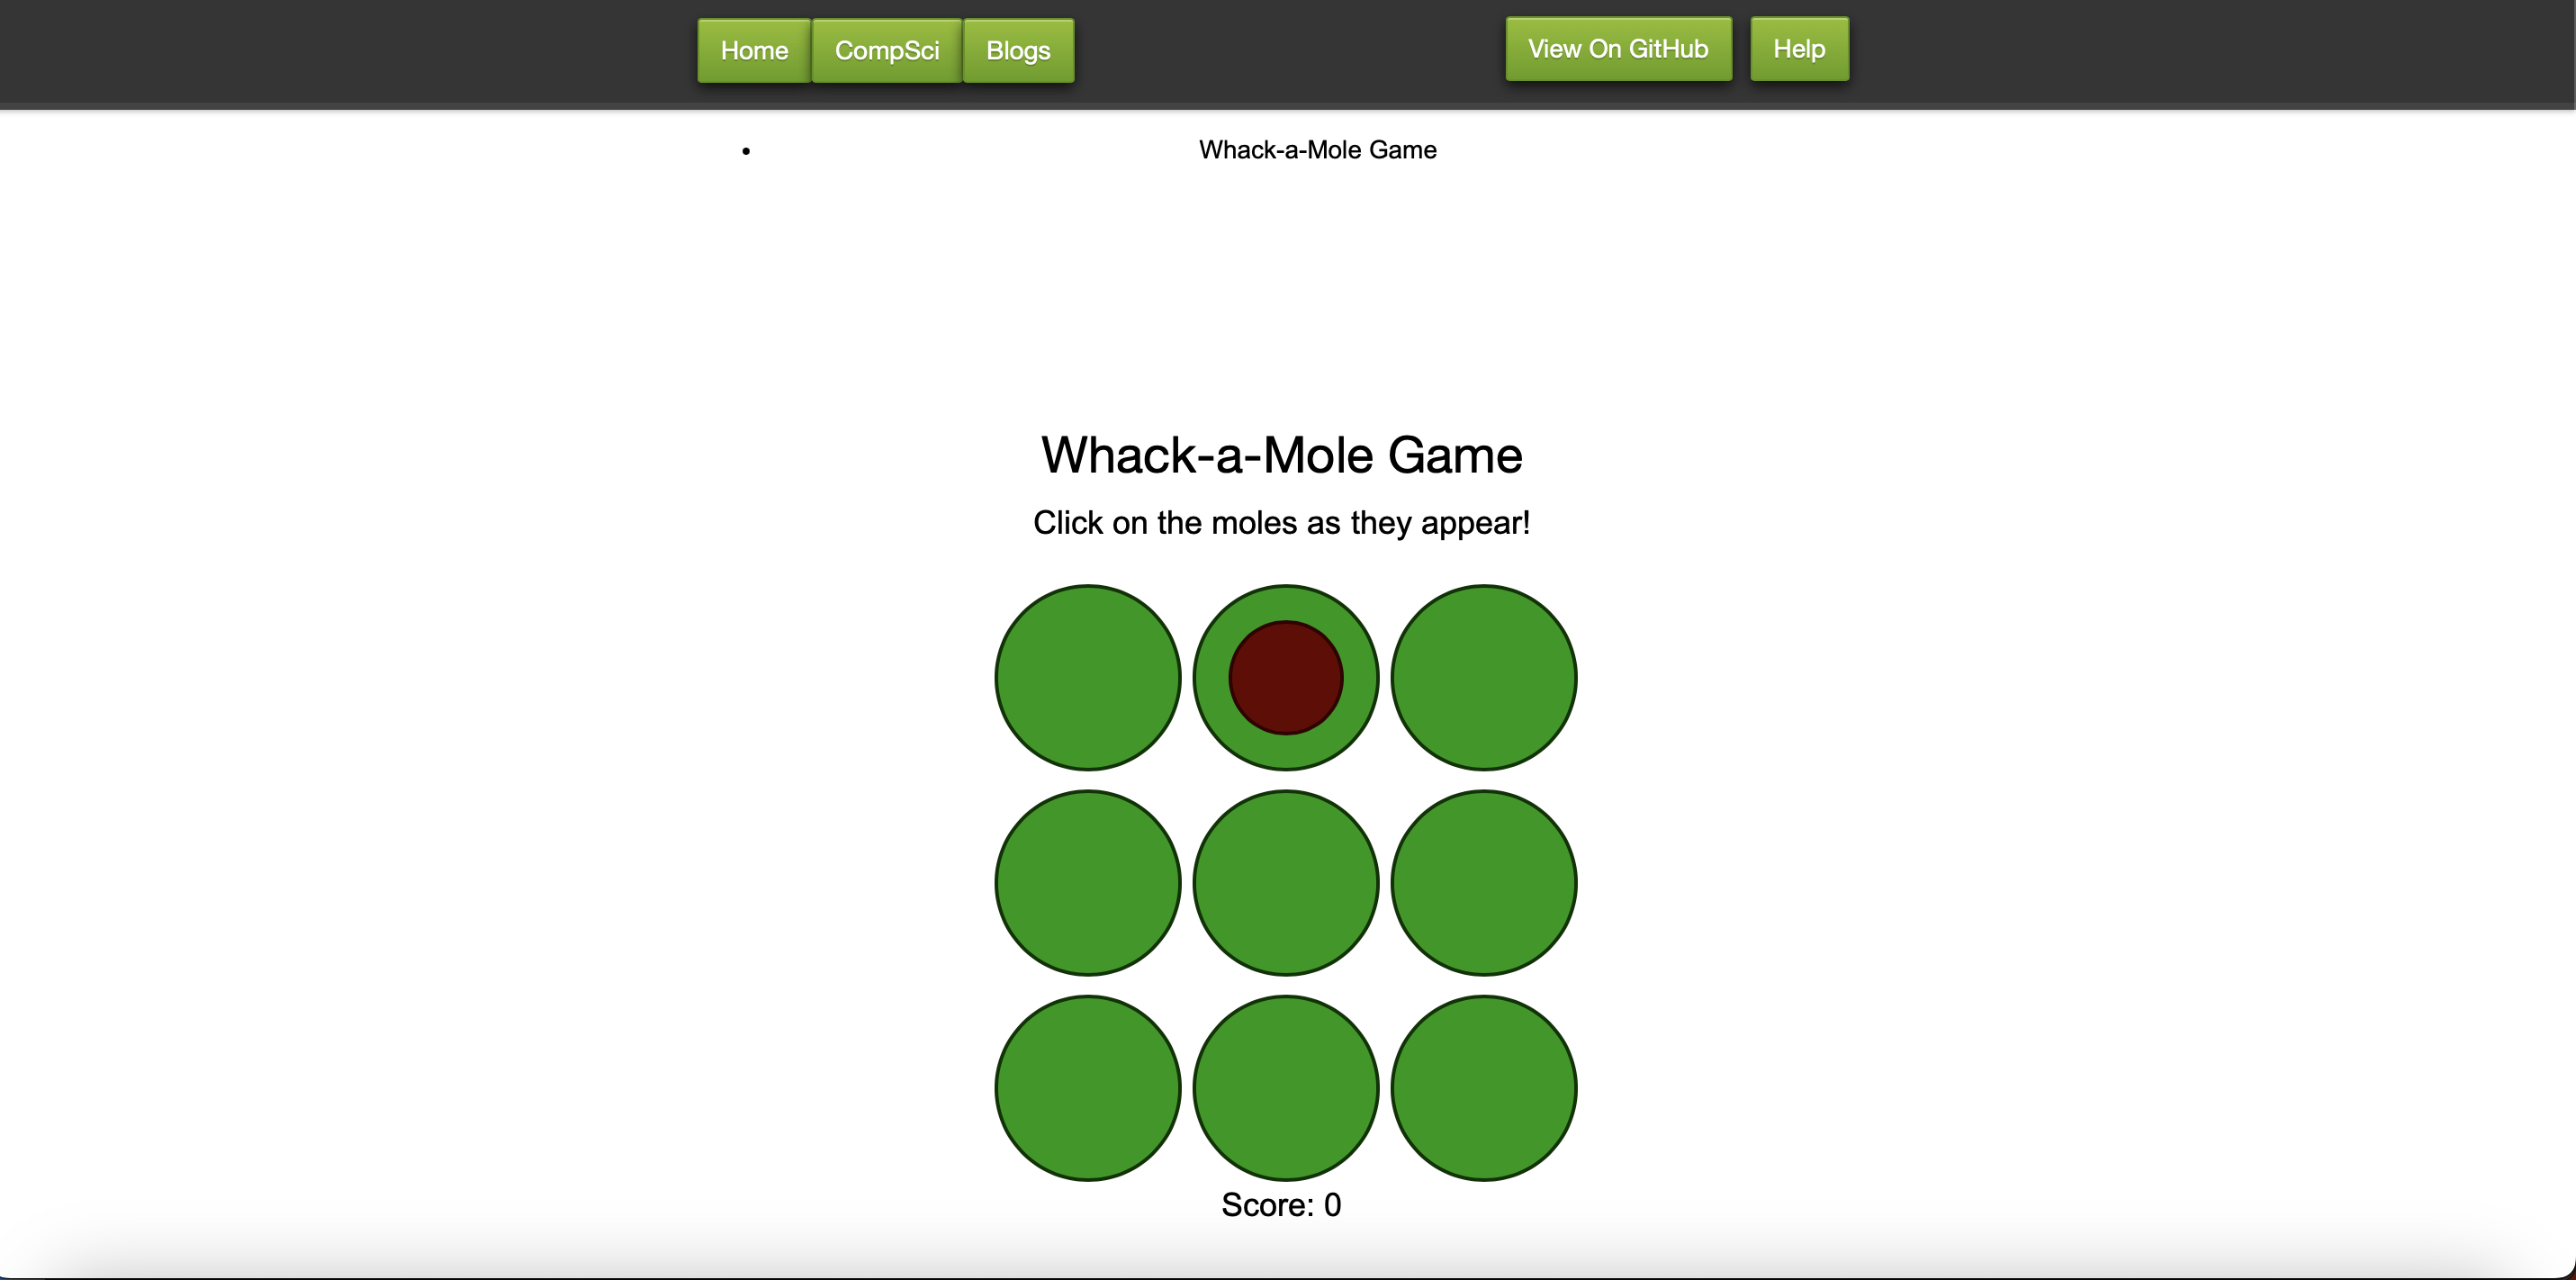 Home CompSci Blogs View On GitHub Help
• Whack-a-Mole Game
Whack-a-Mole Game
Click on the moles as they appear!
Score: 0